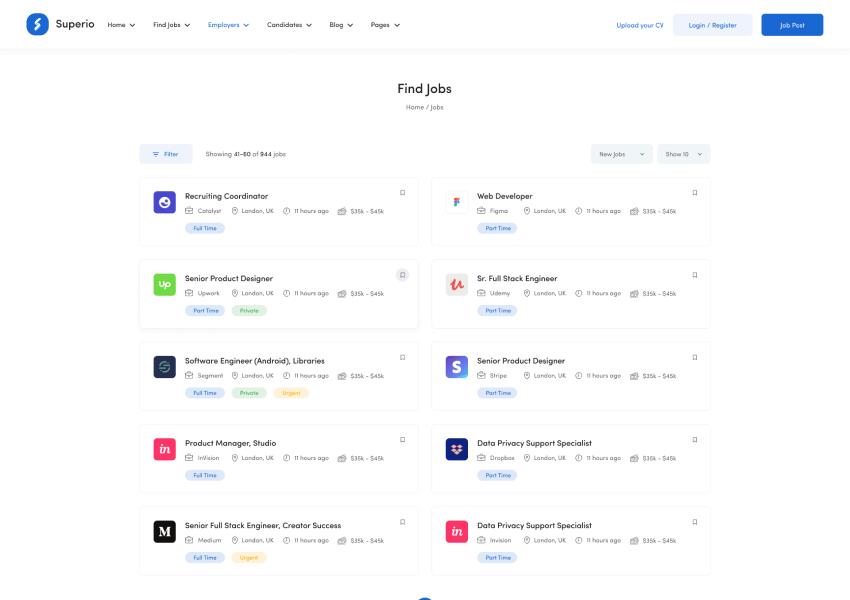 Superio Home Find Jobs Employers Candidates Blog Pages Upload your CV Login / Register Job Post
Find Jobs
Home / Jobs
Filter Showing 41-60 of 944 jobs New Jobs Show 10
Recruiting Coordinator
Catalyst London, UK 11 hours ago $35k - $45k
Full Time
Web Developer
Figma London, UK 11 hours ago $35k - $45k
Part Time
up
Senior Product Designer
Upwork London, UK 11 hours ago $35k - $45k
Part Time Private
Sr. Full Stack Engineer
Udemy London, UK 11 hours ago $35k - $45k
Part Time
Software Engineer (Android), Libraries
Segment London, UK 11 hours ago $35k - $45k
Full Time Private Urgent
S
Senior Product Designer
Stripe London, UK 11 hours ago $35k - $45k
Part Time
in
Product Manager, Studio
InVision London, UK 11 hours ago $35k - $45k
Full Time
Data Privacy Support Specialist
Dropbox London, UK 11 hours ago $35k - $45k
Part Time
M
Senior Full Stack Engineer, Creator Success
Medium London, UK 11 hours ago $35k - $45k
Full Time Urgent
in
Data Privacy Support Specialist
Invision London, UK 11 hours ago $35k - $45k
Part Time